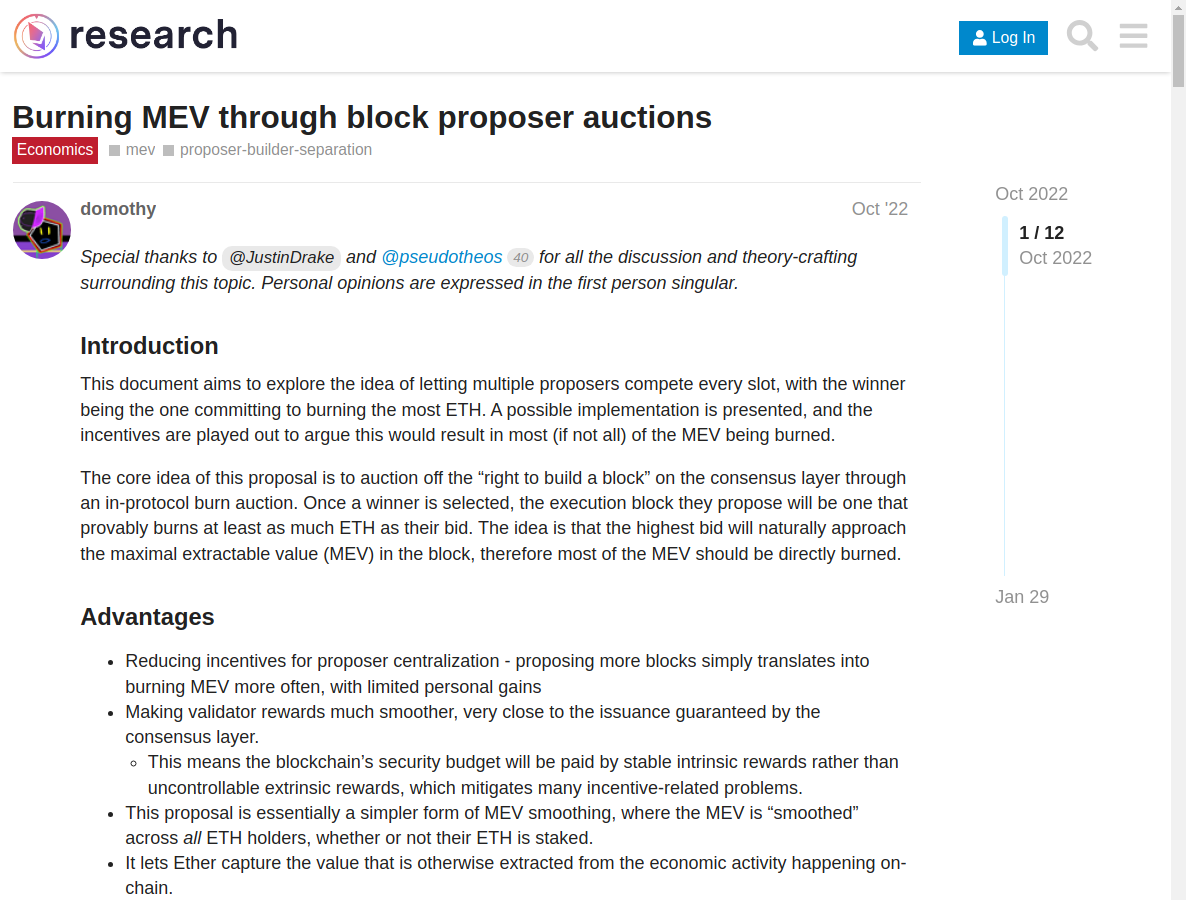 research
Log In
Burning MEV through block proposer auctions
Economics mev proposer-builder-separation
domothy Oct '22
Special thanks to @JustinDrake and @pseudotheos 40 for all the discussion and theory-crafting
surrounding this topic. Personal opinions are expressed in the first person singular.
Introduction
This document aims to explore the idea of letting multiple proposers compete every slot, with the winner
being the one committing to burning the most ETH. A possible implementation is presented, and the
incentives are played out to argue this would result in most (if not all) of the MEV being burned.
The core idea of this proposal is to auction off the “right to build a block” on the consensus layer through
an in-protocol burn auction. Once a winner is selected, the execution block they propose will be one that
provably burns at least as much ETH as their bid. The idea is that the highest bid will naturally approach
the maximal extractable value (MEV) in the block, therefore most of the MEV should be directly burned.
Advantages
Reducing incentives for proposer centralization - proposing more blocks simply translates into
burning MEV more often, with limited personal gains
Making validator rewards much smoother, very close to the issuance guaranteed by the
consensus layer.
This means the blockchain’s security budget will be paid by stable intrinsic rewards rather than
uncontrollable extrinsic rewards, which mitigates many incentive-related problems.
This proposal is essentially a simpler form of MEV smoothing, where the MEV is “smoothed”
across all ETH holders, whether or not their ETH is staked.
It lets Ether capture the value that is otherwise extracted from the economic activity happening on-
chain.
Oct 2022
1 / 12
Oct 2022
Jan 29